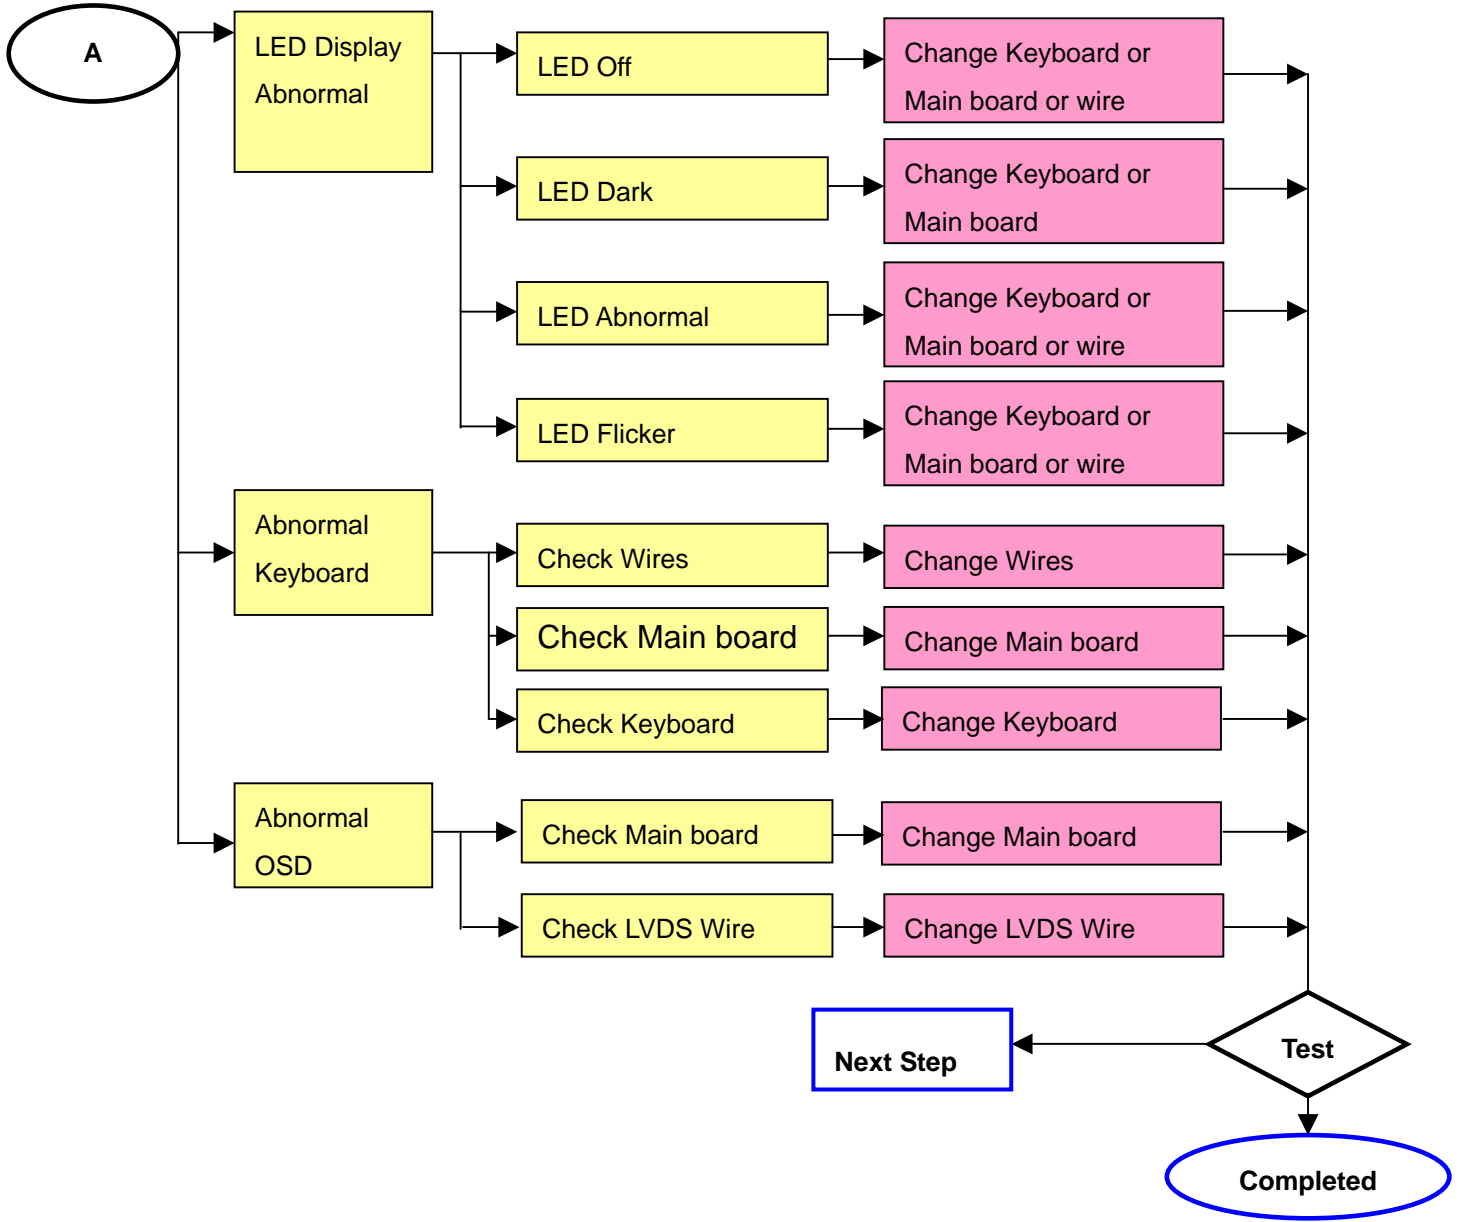 A
LED Display
Abnormal
LED Off
Change Keyboard or
Main board or wire
LED Dark
Change Keyboard or
Main board
LED Abnormal
Change Keyboard or
Main board or wire
LED Flicker
Change Keyboard or
Main board or wire
Abnormal
Keyboard
Check Wires
Change Wires
Check Main board
Change Main board
Check Keyboard
Change Keyboard
Abnormal
OSD
Check Main board
Change Main board
Check LVDS Wire
Change LVDS Wire
Test
Next Step
Completed